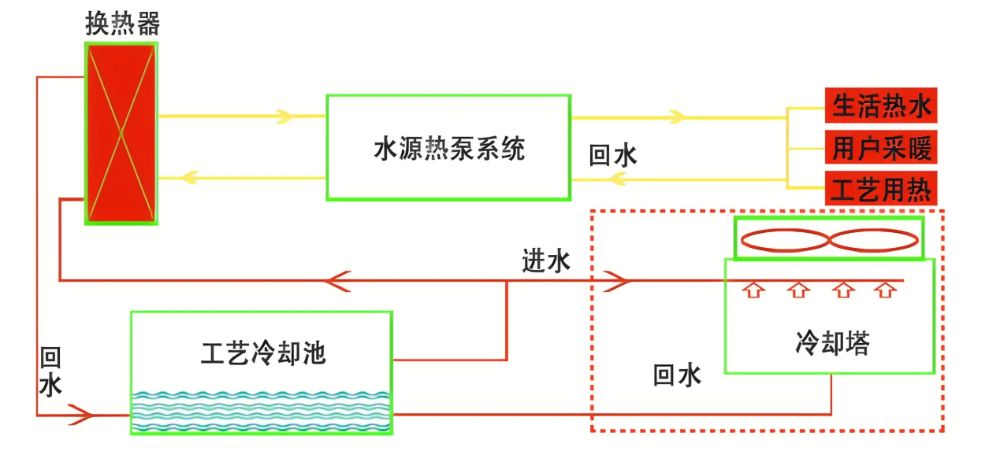 换热器
水源热泵系统
生活热水
用户采暖
工艺用热
回水
进水
工艺冷却池
冷却塔
回水
回水